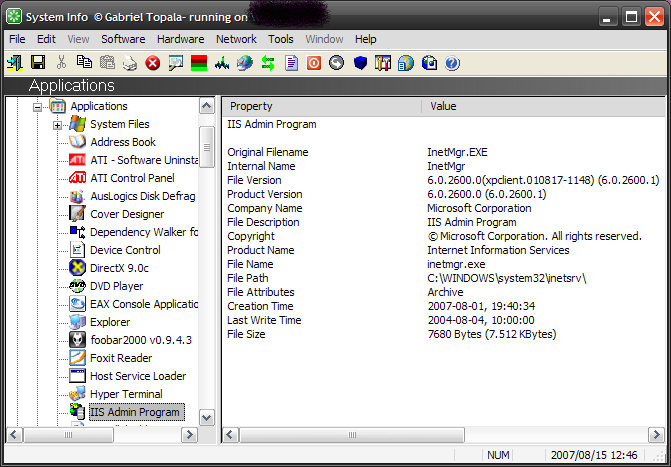 System Info © Gabriel Topala- running on
File Edit View Software Hardware Network Tools Window Help
Applications
Applications
System Files
Address Book
ATI - Software Uninsta
ATI Control Panel
AusLogics Disk Defrag
Cover Designer
Dependency Walker fo
Device Control
DirectX 9.0c
DVD Player
EAX Console Applicatio
Explorer
foobar2000 v0.9.4.3
Foxit Reader
Host Service Loader
Hyper Terminal
IIS Admin Program
Property Value
IIS Admin Program
Original Filename InetMgr.EXE
Internal Name InetMgr
File Version 6.0.2600.0(xpclient.010817-1148) (6.0.2600.1)
Product Version 6.0.2600.0 (6.0.2600.1)
Company Name Microsoft Corporation
File Description IIS Admin Program
Copyright © Microsoft Corporation. All rights reserved.
Product Name Internet Information Services
File Name inetmgr.exe
File Path C:\WINDOWS\system32\inetsrv\
File Attributes Archive
Creation Time 2007-08-01, 19:40:34
Last Write Time 2004-08-04, 10:00:00
File Size 7680 Bytes (7.512 KBytes)
NUM 2007/08/15 12:46